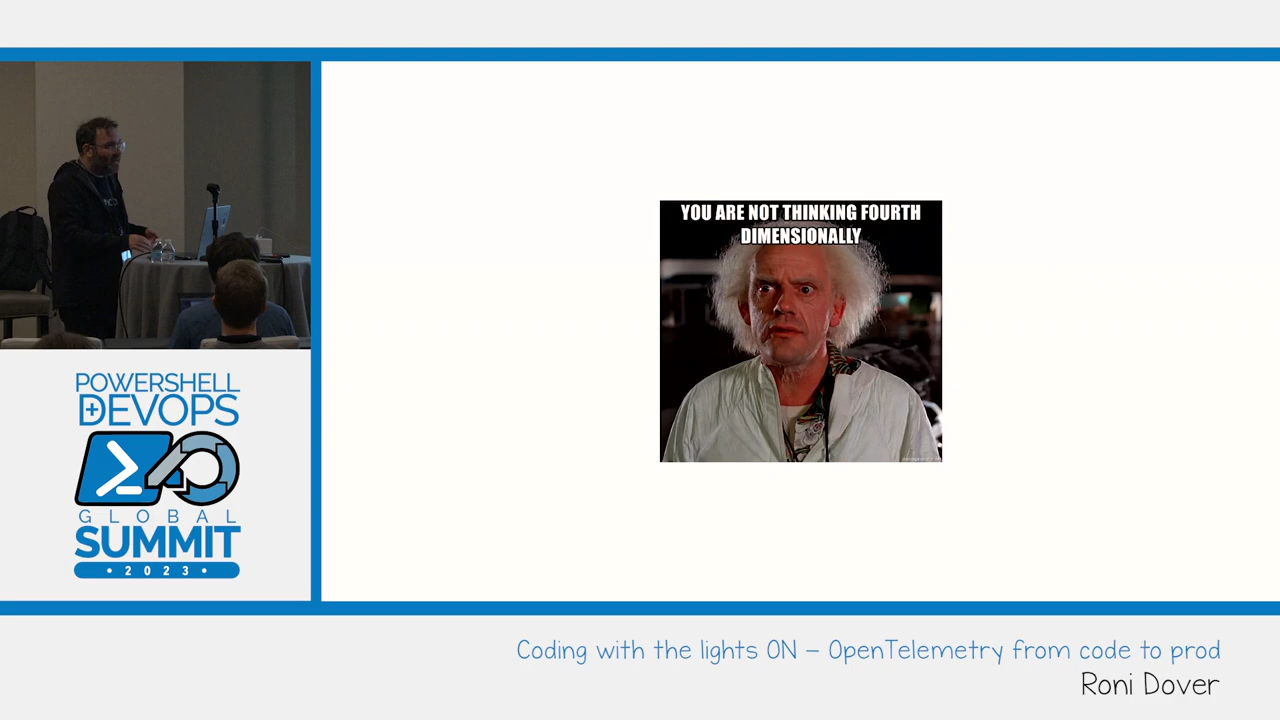 YOU ARE NOT THINKING FOURTH
DIMENSIONALLY
POWERSHELL
+DEVOPS
GLOBAL
SUMMIT
• 2023 •
Coding with the lights ON – OpenTelemetry from code to prod
Roni Dover